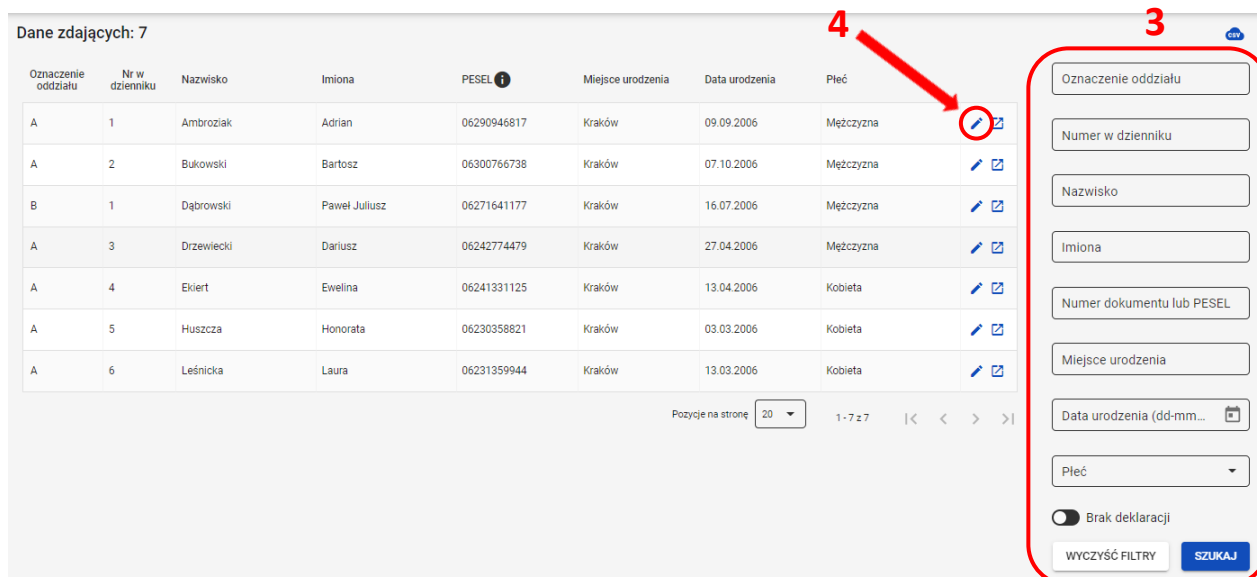 Dane zdających: 7
4
3
CSV
Oznaczenie oddziału Nr w dzienniku Nazwisko Imiona PESEL i Miejsce urodzenia Data urodzenia Płeć
A 1 Ambroziak Adrian 06290946817 Kraków 09.09.2006 Mężczyzna
A 2 Bukowski Bartosz 06300766738 Kraków 07.10.2006 Mężczyzna
B 1 Dąbrowski Paweł Juliusz 06271641177 Kraków 16.07.2006 Mężczyzna
A 3 Drzewiecki Dariusz 06242774479 Kraków 27.04.2006 Mężczyzna
A 4 Ekiert Ewelina 06241331125 Kraków 13.04.2006 Kobieta
A 5 Huszcza Honorata 06230358821 Kraków 03.03.2006 Kobieta
A 6 Leśnicka Laura 06231359944 Kraków 13.03.2006 Kobieta
Pozycje na stronę 20 1 - 7 z 7
Oznaczenie oddziału
Numer w dzienniku
Nazwisko
Imiona
Numer dokumentu lub PESEL
Miejsce urodzenia
Data urodzenia (dd-mm...
Płeć
Brak deklaracji
WYCZYŚĆ FILTRY SZUKAJ